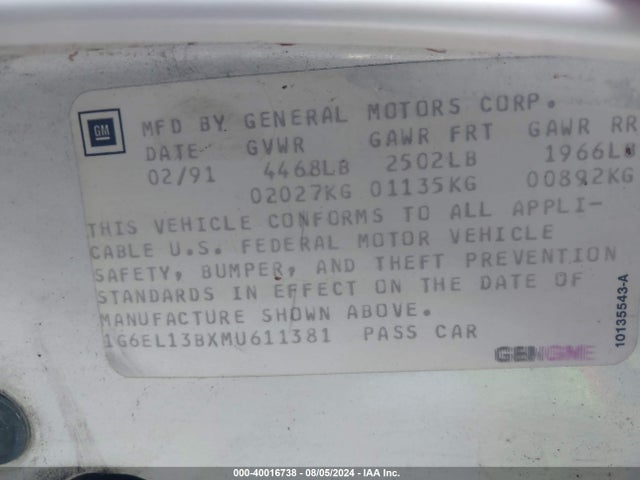 GM
MFD BY GENERAL MOTORS CORP.
DATE GVWR GAWR FRT GAWR RR
02/91 4468LB 2502LB 1966LB
02027KG 01135KG 00892KG
THIS VEHICLE CONFORMS TO ALL APPLI-
CABLE U.S. FEDERAL MOTOR VEHICLE
SAFETY, BUMPER, AND THEFT PREVENTION
STANDARDS IN EFFECT ON THE DATE OF
MANUFACTURE SHOWN ABOVE.
1G6EL13BXMU611381 PASS CAR
GENGME
10135543-A
000-40016738 - 08/05/2024 - IAA Inc.